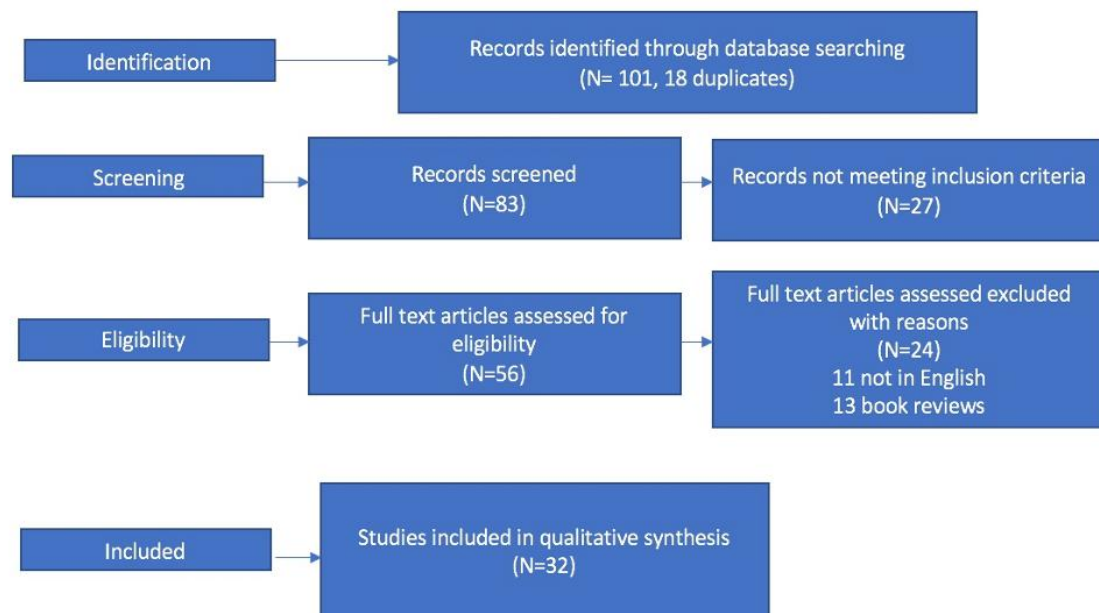 Identification
Records identified through database searching
(N= 101, 18 duplicates)
Screening
Records screened
(N=83)
Records not meeting inclusion criteria
(N=27)
Eligibility
Full text articles assessed for
eligibility
(N=56)
Full text articles assessed excluded
with reasons
(N=24)
11 not in English
13 book reviews
Included
Studies included in qualitative synthesis
(N=32)